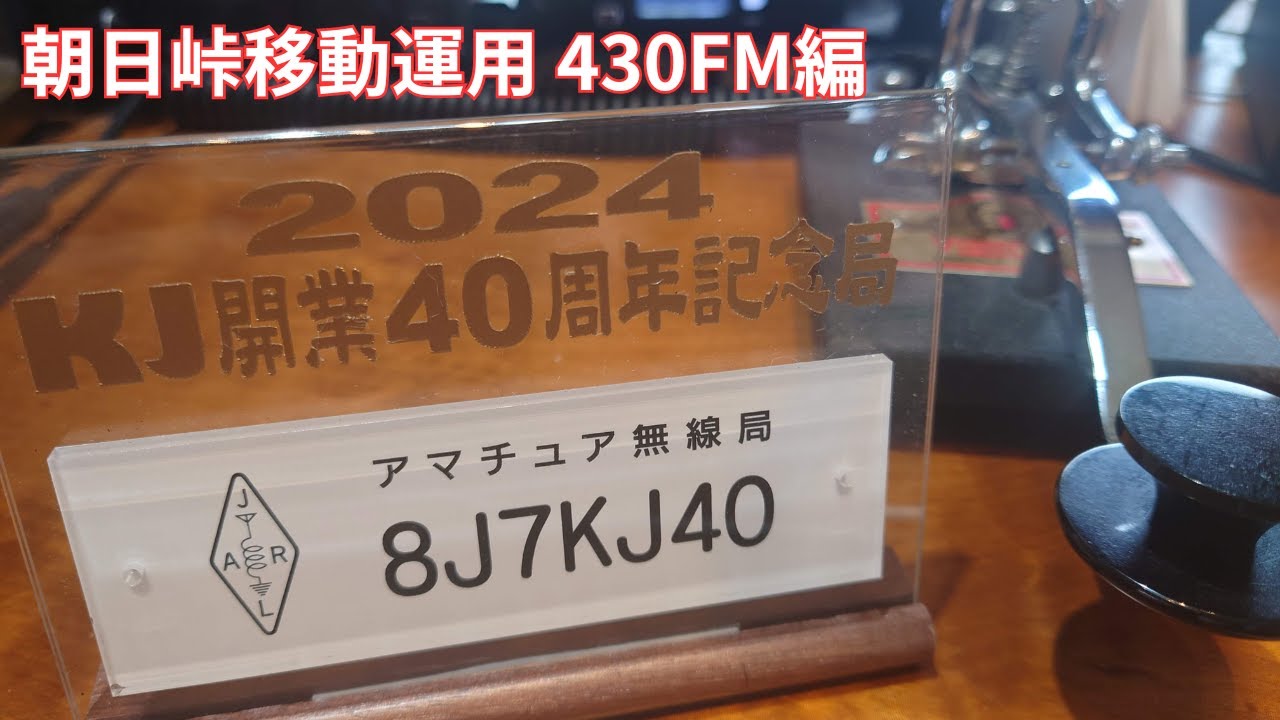 朝日峠移動運用 430FM編
2024
KJ開業40周年記念局
アマチュア無線局
8J7KJ40
J
A R
L